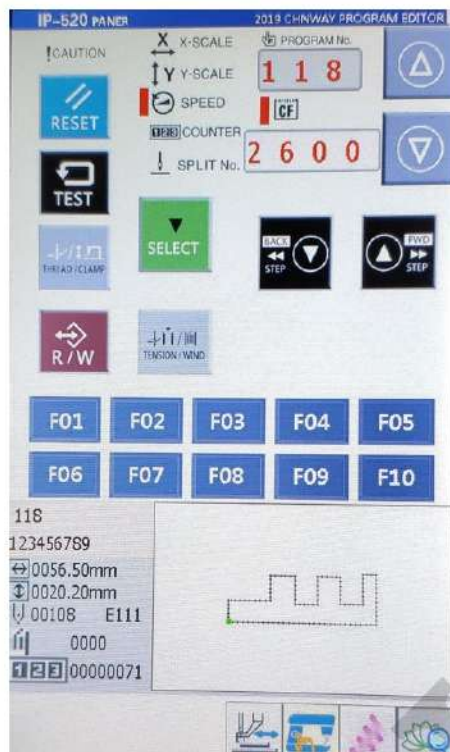 IP-520 PANER
2019 CHNWAY PROGRAM EDITOR
!CAUTION
X X-SCALE
PROGRAM No.
Y Y-SCALE
118
SPEED
CF
RESET
123 COUNTER
SPLIT No.
2600
TEST
SELECT
BACK
STEP
FWD
STEP
THREAD/CLAMP
R/W
TENSION/WIND
F01 F02 F03 F04 F05
F06 F07 F08 F09 F10
118
123456789
0056.50mm
0020.20mm
00108 E111
0000
123 00000071